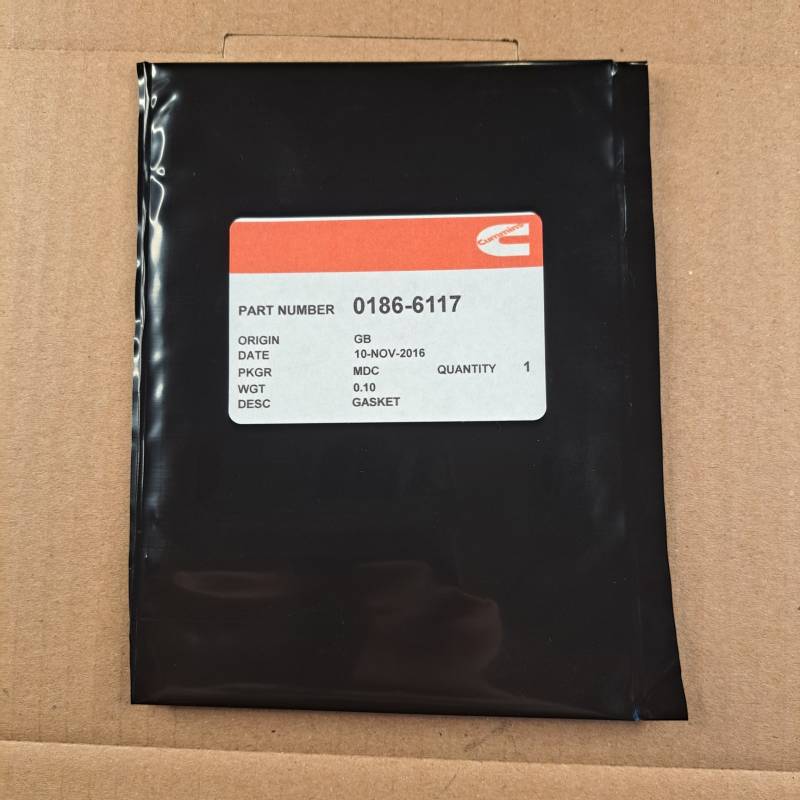 Cummins
PART NUMBER 0186-6117
ORIGIN GB
DATE 10-NOV-2016
PKGR MDC QUANTITY 1
WGT 0.10
DESC GASKET